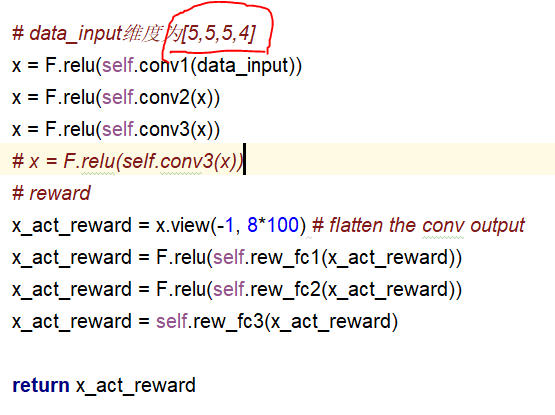 # data_input维度为[5,5,5,4]
x = F.relu(self.conv1(data_input))
x = F.relu(self.conv2(x))
x = F.relu(self.conv3(x))
# x = F.relu(self.conv3(x))
# reward
x_act_reward = x.view(-1, 8*100) # flatten the conv output
x_act_reward = F.relu(self.rew_fc1(x_act_reward))
x_act_reward = F.relu(self.rew_fc2(x_act_reward))
x_act_reward = self.rew_fc3(x_act_reward)
return x_act_reward